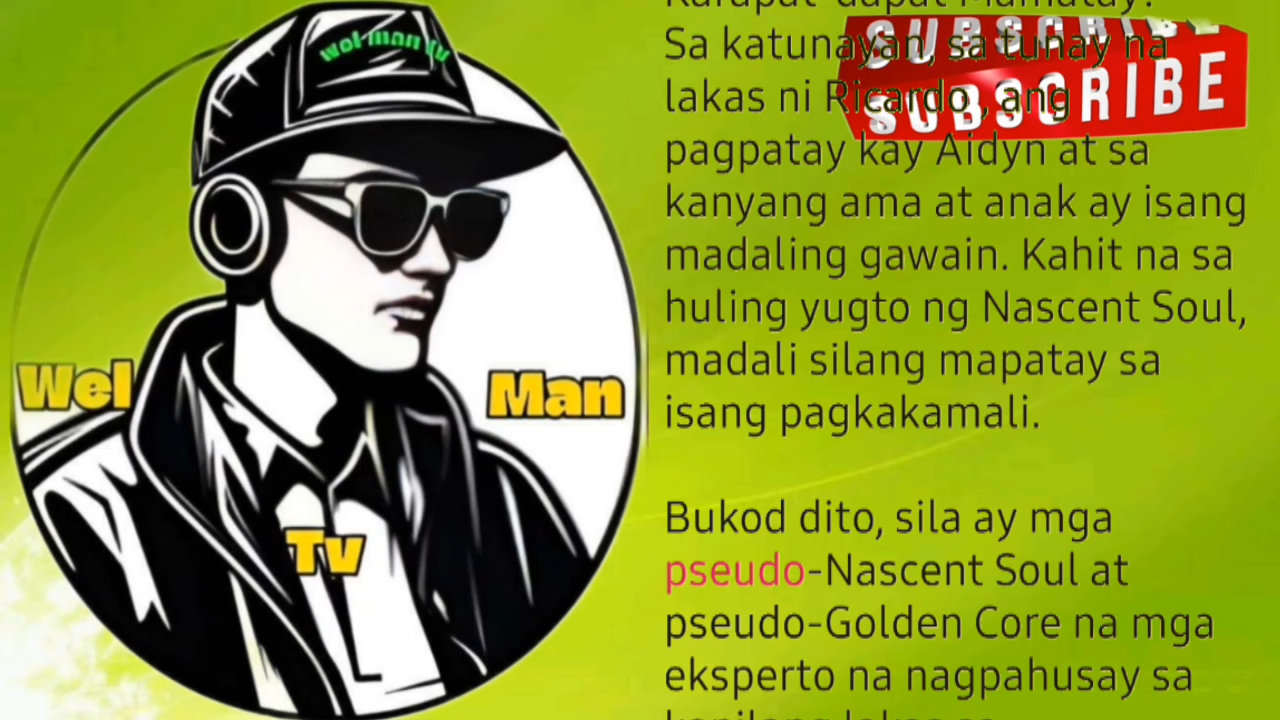 wel man tv
Wel
Man
Tv
SUBSCRIBE
SUBSCRIBE
Karapat-dapat Mamatay?
Sa katunayan, sa tunay na
lakas ni Ricardo, ang
pagpatay kay Aidyn at sa
kanyang ama at anak ay isang
madaling gawain. Kahit na sa
huling yugto ng Nascent Soul,
madali silang mapatay sa
isang pagkakamali.
Bukod dito, sila ay mga
pseudo-Nascent Soul at
pseudo-Golden Core na mga
eksperto na nagpahusay sa